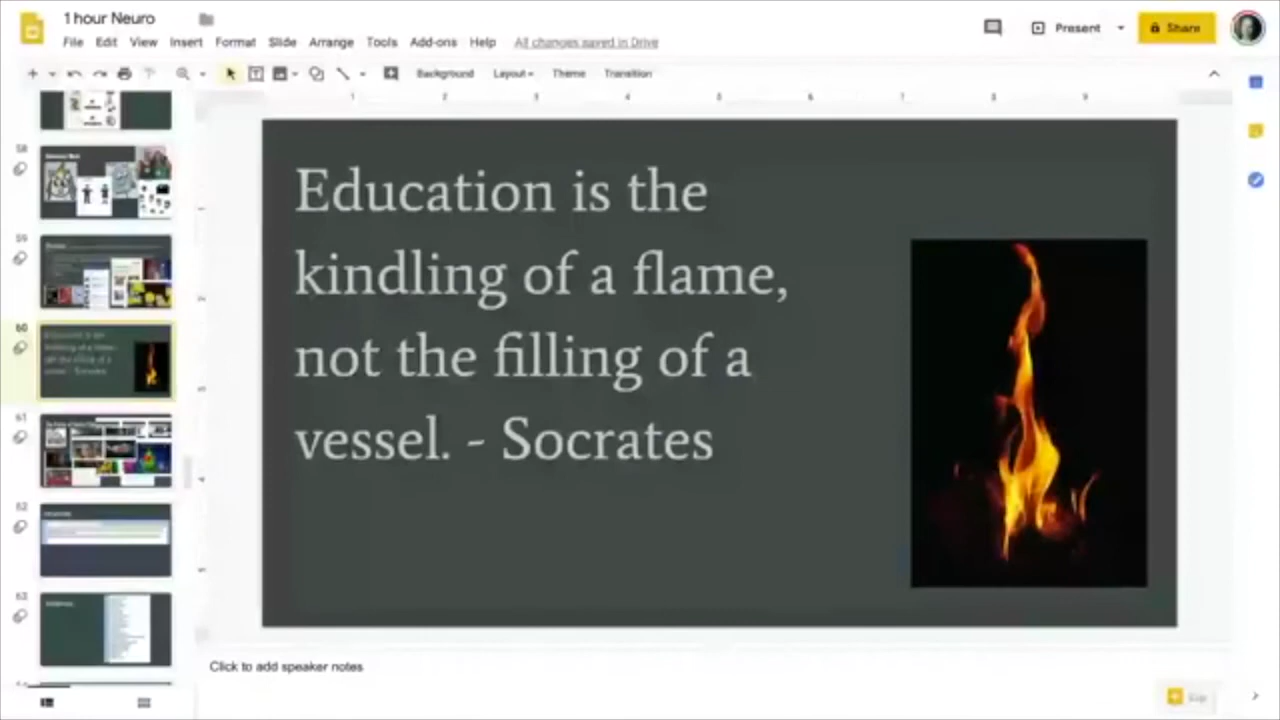 1 hour Neuro
File Edit View Insert Format Slide Arrange Tools Add-ons Help All changes saved in Drive
Present Share
Background Layout Theme Transition
58
59
60
61
62
63
Education is the
kindling of a flame,
not the filling of a
vessel. - Socrates
Click to add speaker notes